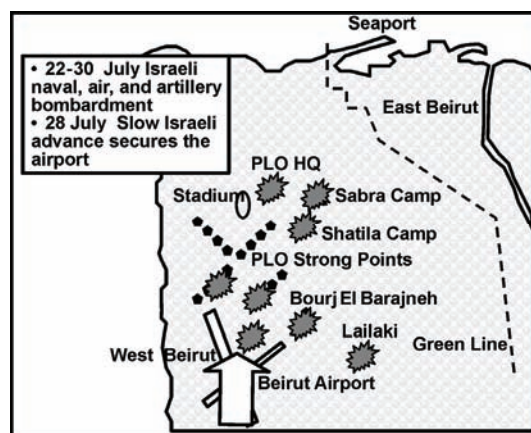 Seaport
• 22-30 July Israeli
naval, air, and artillery
bombardment
• 28 July Slow Israeli
advance secures the
airport
East Beirut
PLO HQ
Stadium
Sabra Camp
Shatila Camp
PLO Strong Points
Bourj El Barajneh
Lailaki
Green Line
West Beirut
Beirut Airport